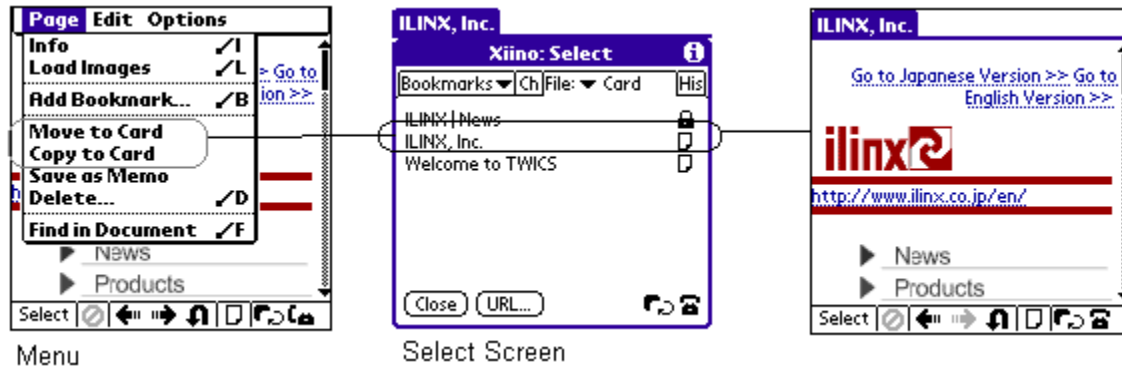 Page Edit Options
Info /I
Load Images /L
Add Bookmark... /B
Move to Card
Copy to Card
Save as Memo
Delete... /D
Find in Document /F
> Go to
ion >>
h
News
Products
Select
Menu
ILINX, Inc.
Xiino: Select
Bookmarks Ch File: Card His
ILINX | News
ILINX, Inc.
Welcome to TWICS
Close URL...
Select Screen
ILINX, Inc.
Go to Japanese Version >> Go to
English Version >>
ilinx
http://www.ilinx.co.jp/en/
News
Products
Select